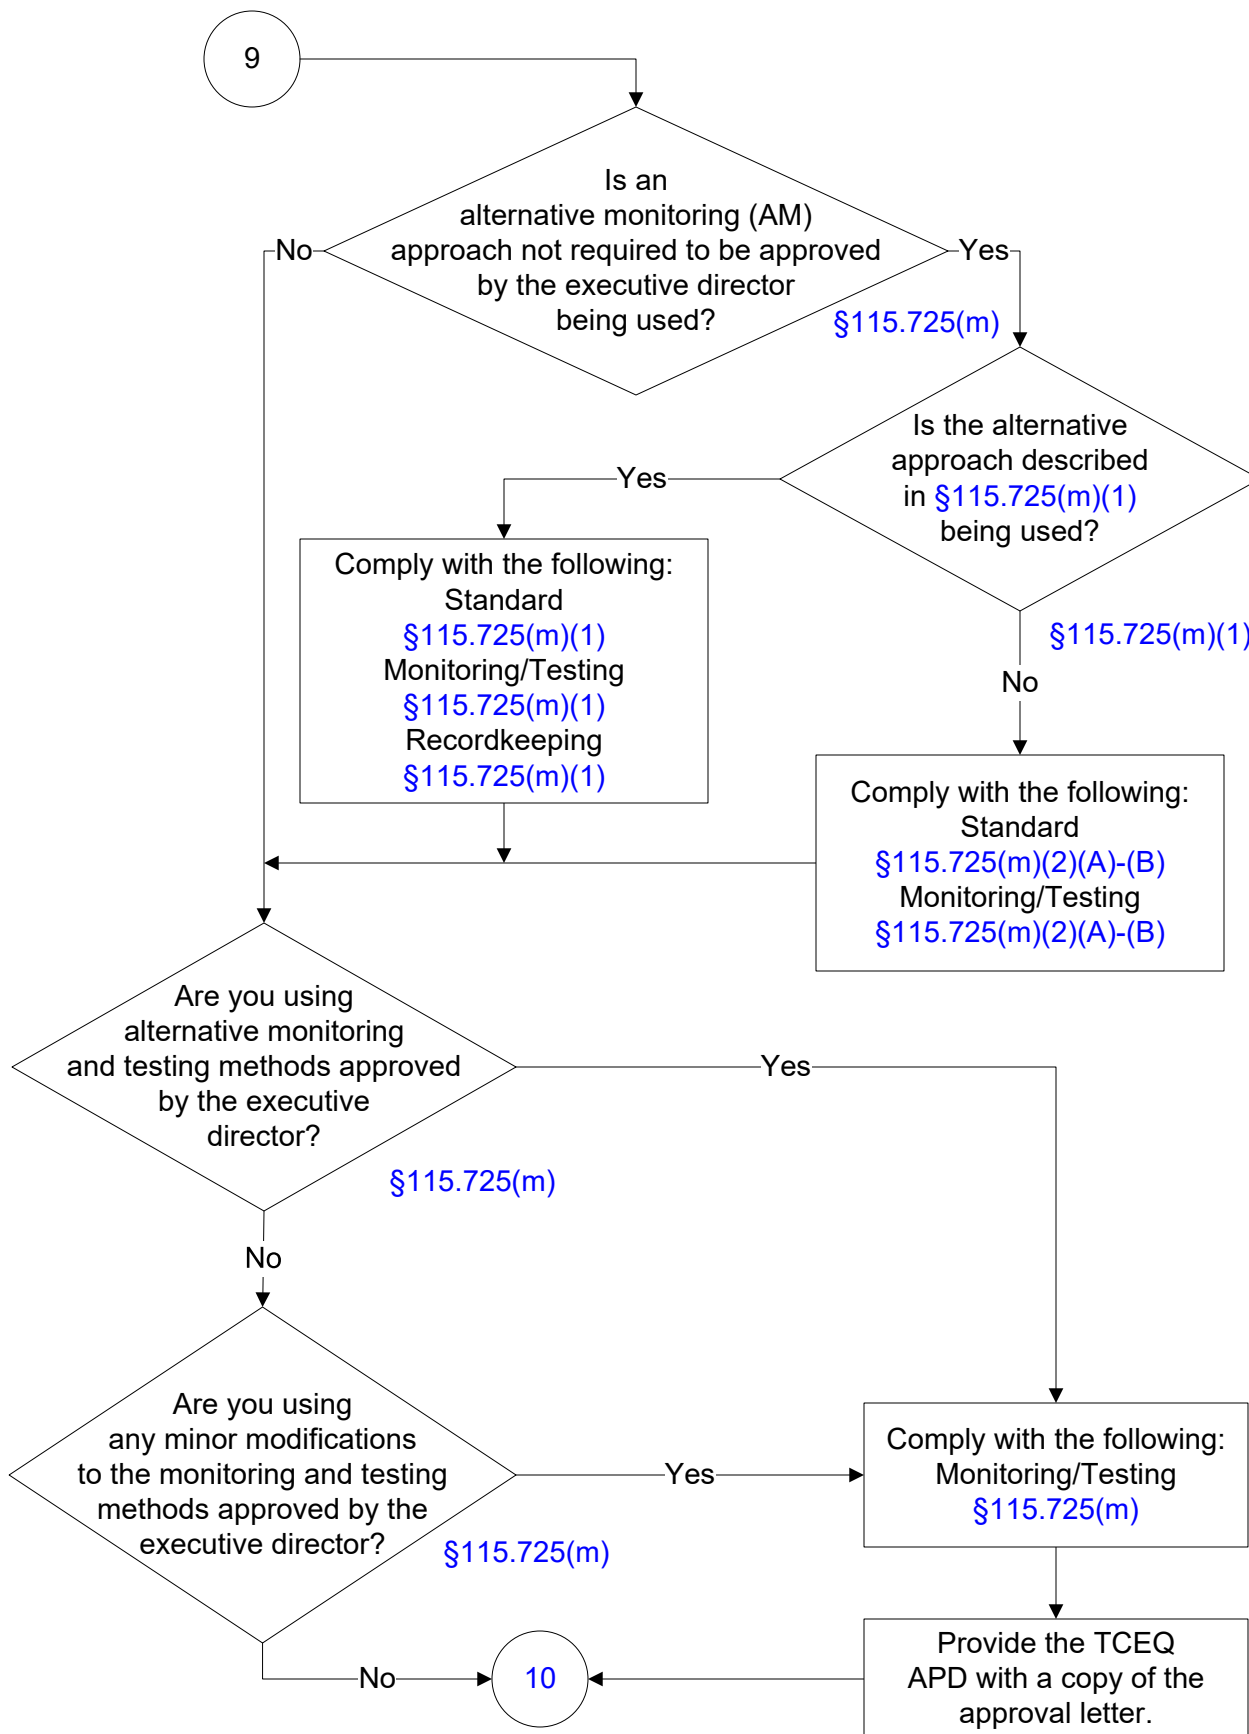 9
Is an
alternative monitoring (AM)
approach not required to be approved
by the executive director
being used?
No
Yes
§115.725(m)
Is the alternative
approach described
in §115.725(m)(1)
being used?
Yes
§115.725(m)(1)
No
Comply with the following:
Standard
§115.725(m)(1)
Monitoring/Testing
§115.725(m)(1)
Recordkeeping
§115.725(m)(1)
Comply with the following:
Standard
§115.725(m)(2)(A)-(B)
Monitoring/Testing
§115.725(m)(2)(A)-(B)
Are you using
alternative monitoring
and testing methods approved
by the executive
director?
Yes
§115.725(m)
No
Are you using
any minor modifications
to the monitoring and testing
methods approved by the
executive director?
Yes
§115.725(m)
Comply with the following:
Monitoring/Testing
§115.725(m)
No
10
Provide the TCEQ
APD with a copy of the
approval letter.